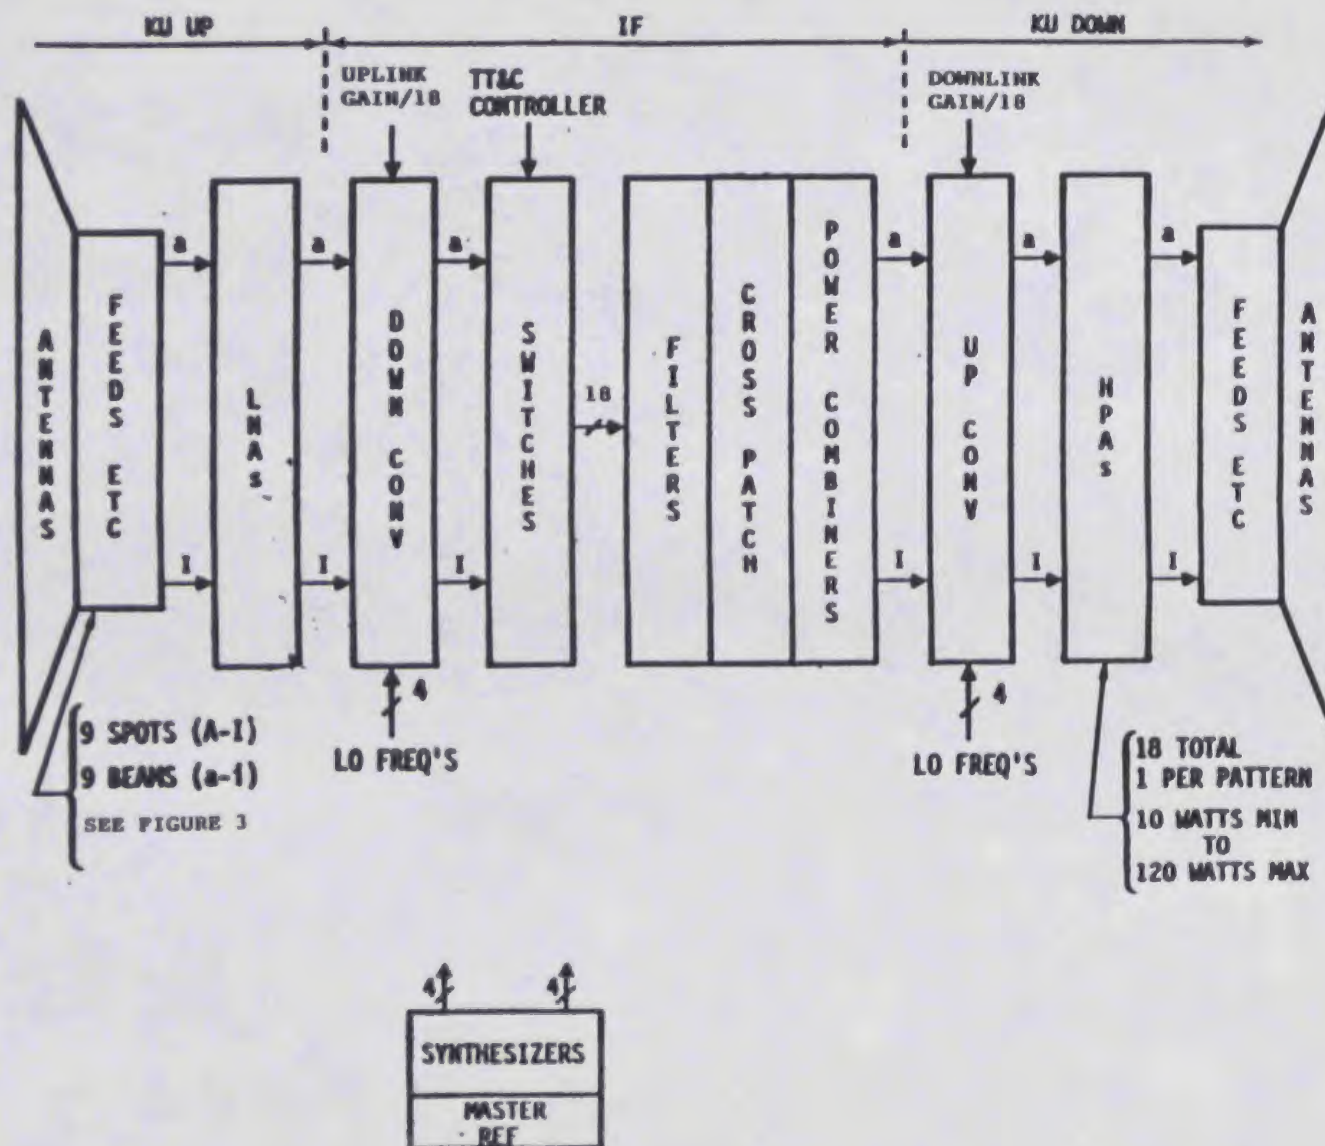 KU UP
IF
KU DOWN
UPLINK
GAIN/18
TT&C
CONTROLLER
DOWNLINK
GAIN/18
ANTENNAS
FEEDS ETC
a
I
LNAs
a
I
DOWN CONV
a
I
SWITCHES
18
FILTERS
CROSS PATCH
POWER COMBINERS
a
I
UP CONV
a
I
HPAs
a
I
FEEDS ETC
ANTENNAS
4
LO FREQ'S
4
LO FREQ'S
9 SPOTS (A-I)
9 BEAMS (a-i)
SEE FIGURE 3
18 TOTAL
1 PER PATTERN
10 WATTS MIN
TO
120 WATTS MAX
4
4
SYNTHESIZERS
MASTER
REF